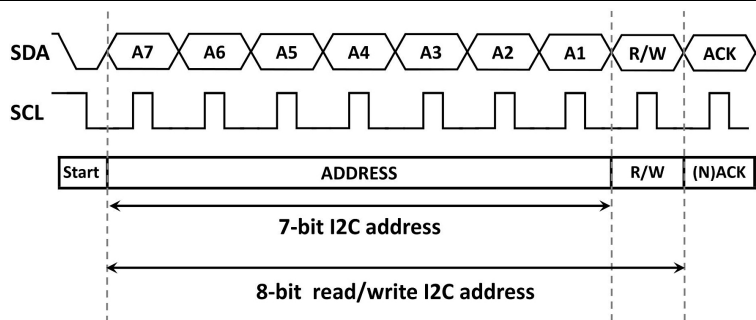 SDA A7 A6 A5 A4 A3 A2 A1 R/W ACK
SCL
Start ADDRESS R/W (N)ACK
7-bit I2C address
8-bit read/write I2C address